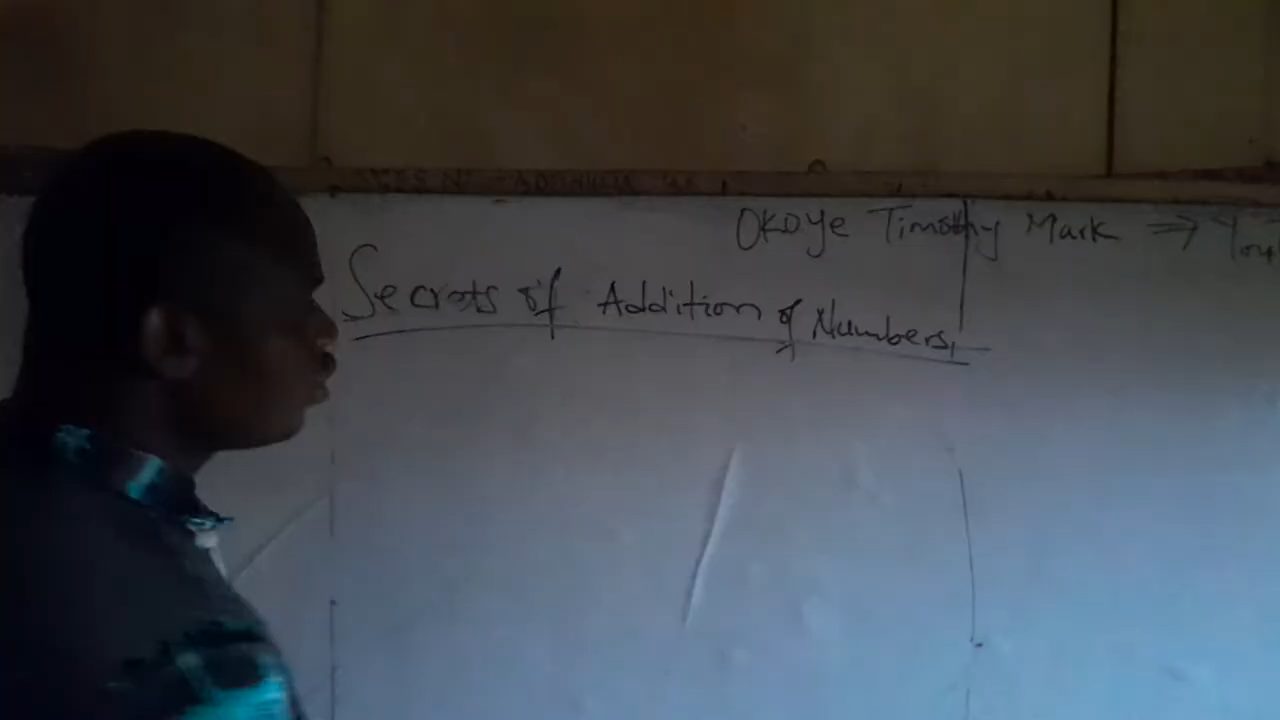 OKoye Timothy Mark ⇒ You
Secrets of Addition of Numbers,